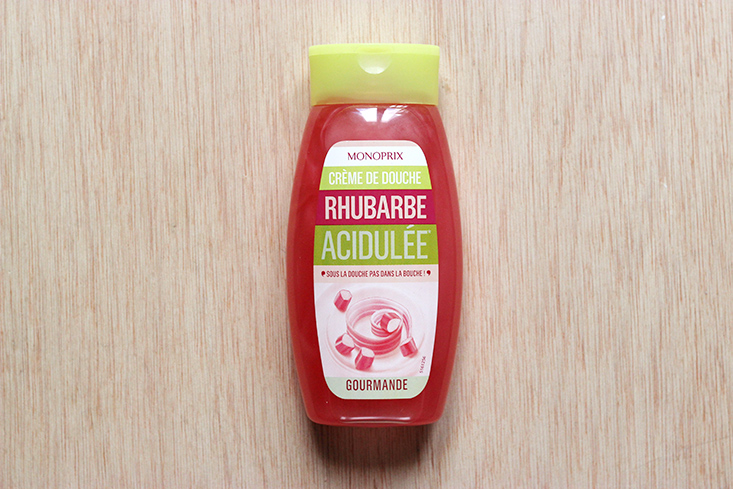 MONOPRIX
CRÈME DE DOUCHE
RHUBARBE
ACIDULÉE
SOUS LA DOUCHE PAS DANS LA BOUCHE !
GOURMANDE